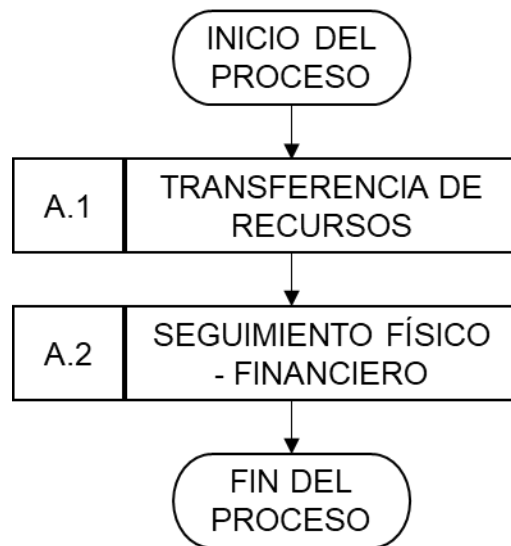 INICIO DEL
PROCESO
A.1
TRANSFERENCIA DE
RECURSOS
A.2
SEGUIMIENTO FÍSICO
- FINANCIERO
FIN DEL
PROCESO